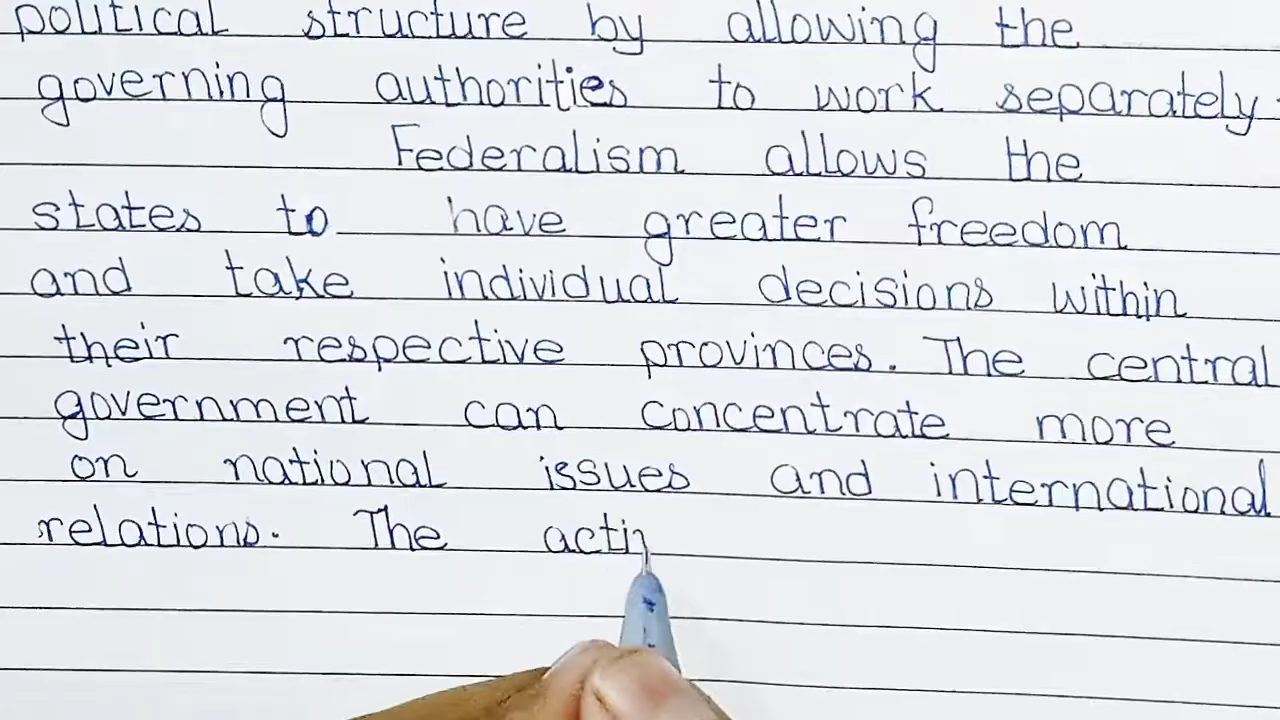 political structure by allowing the
governing authorities to work separately.
Federalism allows the
states to have greater freedom
and take individual decisions within
their respective provinces. The central
government can concentrate more
on national issues and international
relations. The